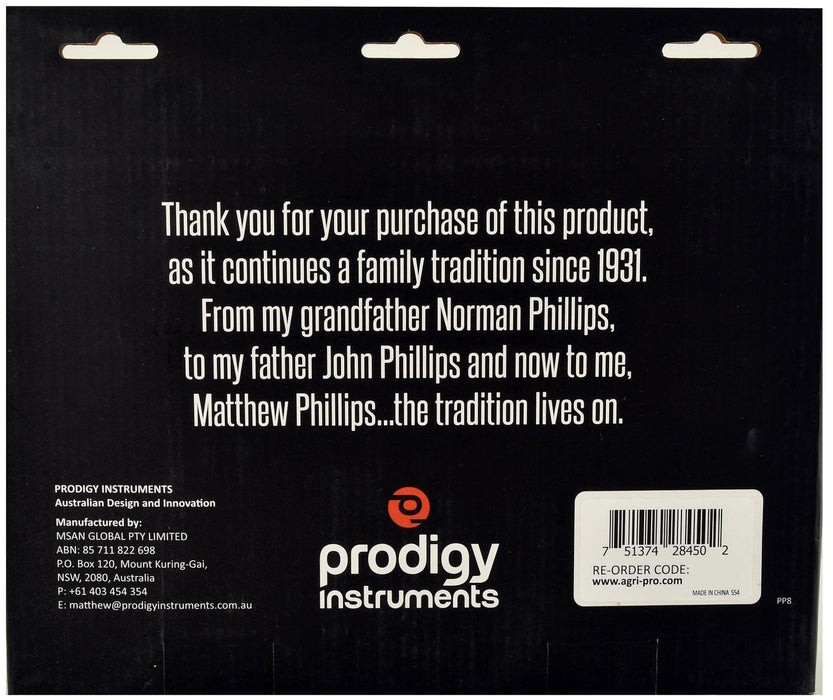 Thank you for your purchase of this product,
as it continues a family tradition since 1931.
From my grandfather Norman Phillips,
to my father John Phillips and now to me,
Matthew Phillips...the tradition lives on.
PRODIGY INSTRUMENTS
Australian Design and Innovation
Manufactured by:
MSAN GLOBAL PTY LIMITED
ABN: 85 711 822 698
P.O. Box 120, Mount Kuring-Gai,
NSW, 2080, Australia
P: +61 403 454 354
E: matthew@prodigyinstruments.com.au
prodigy
instruments
7 51374 28450 2
RE-ORDER CODE:
www.agri-pro.com
MADE IN CHINA 554
PP8